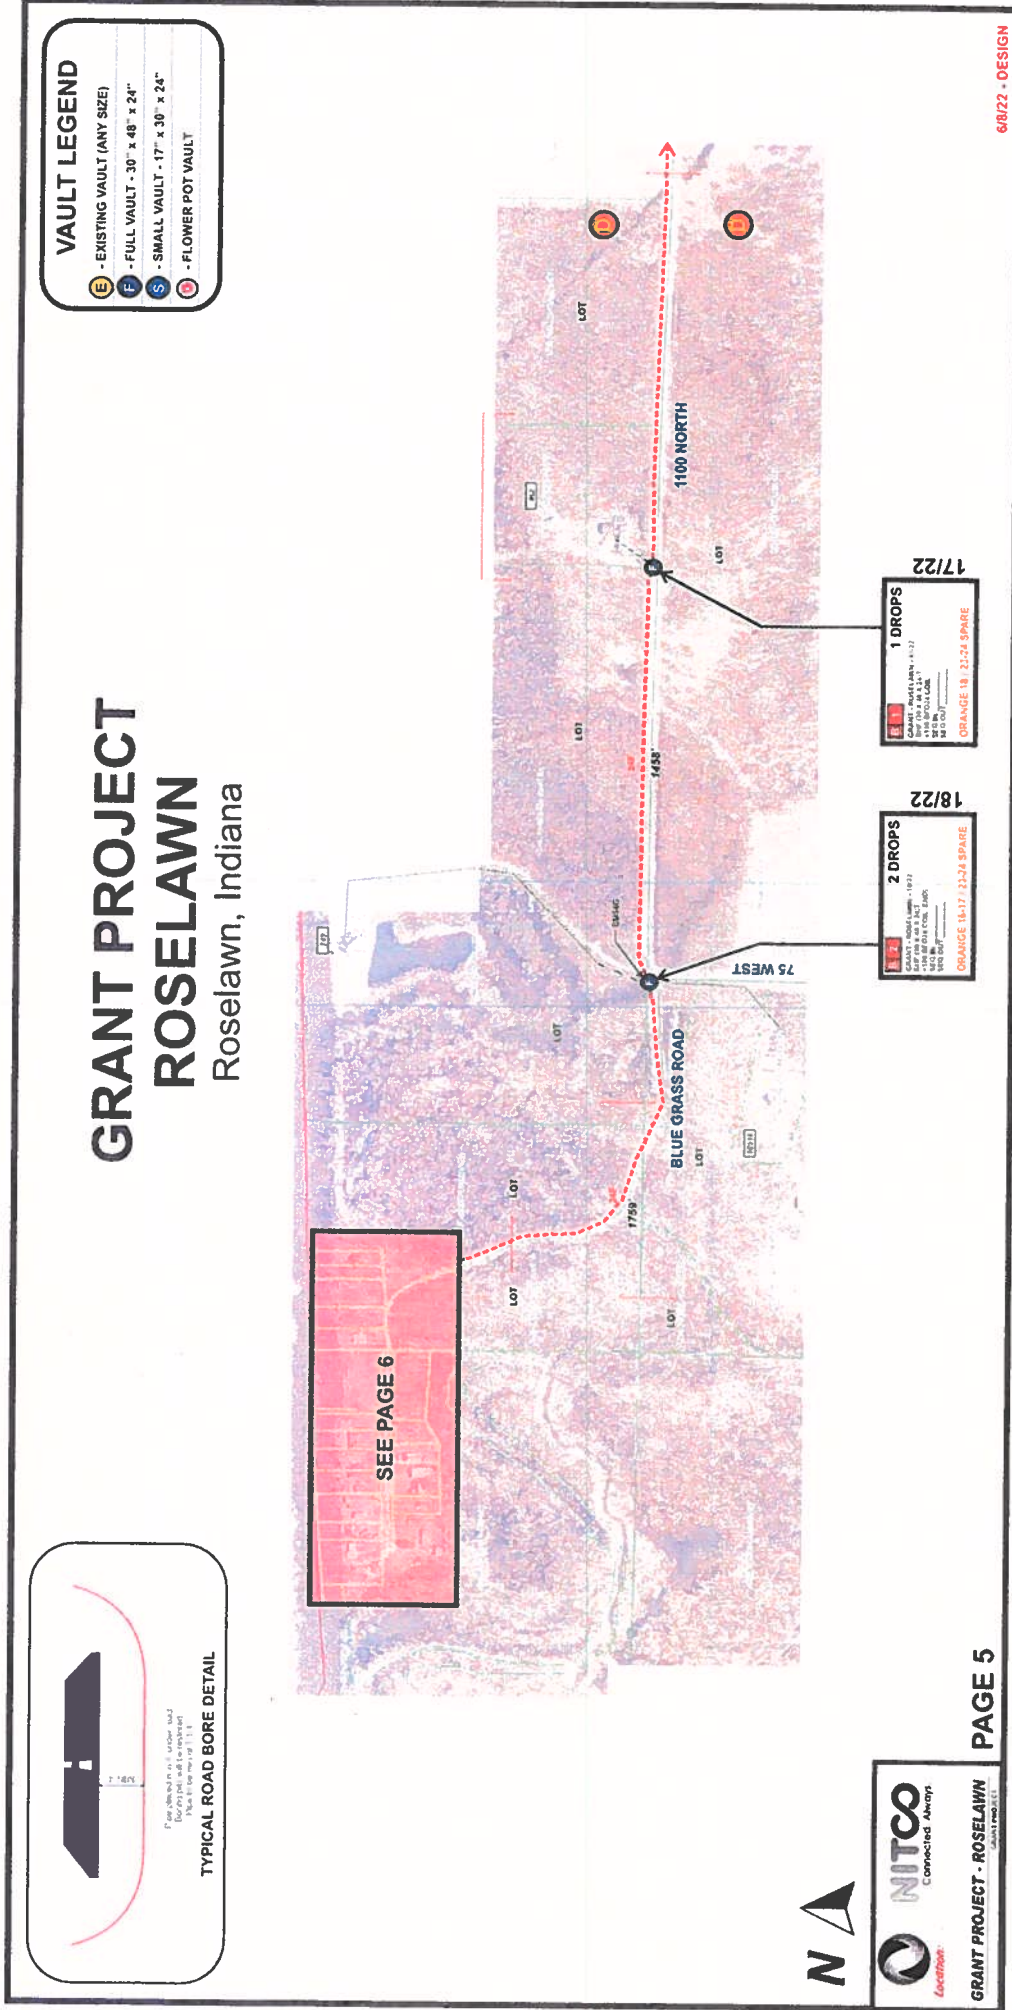 GRANT PROJECT
ROSELAWN
Roselawn, Indiana
TYPICAL ROAD BORE DETAIL
VAULT LEGEND
E - EXISTING VAULT (ANY SIZE)
F - FULL VAULT - 30" x 48" x 24"
S - SMALL VAULT - 17" x 30" x 24"
- FLOWER POT VAULT
SEE PAGE 6
LOT
LOT
LOT
LOT
LOT
LOT
LOT
LOT
1759'
BLUE GRASS ROAD
75 WEST
1458'
1100 NORTH
2 DROPS
ORANGE 16-17 / 23-24 SPARE
18/22
1 DROPS
ORANGE 18 / 23-24 SPARE
17/22
N
NITCO
Connected Always.
Location:
GRANT PROJECT - ROSELAWN
PAGE 5
6/8/22 - DESIGN